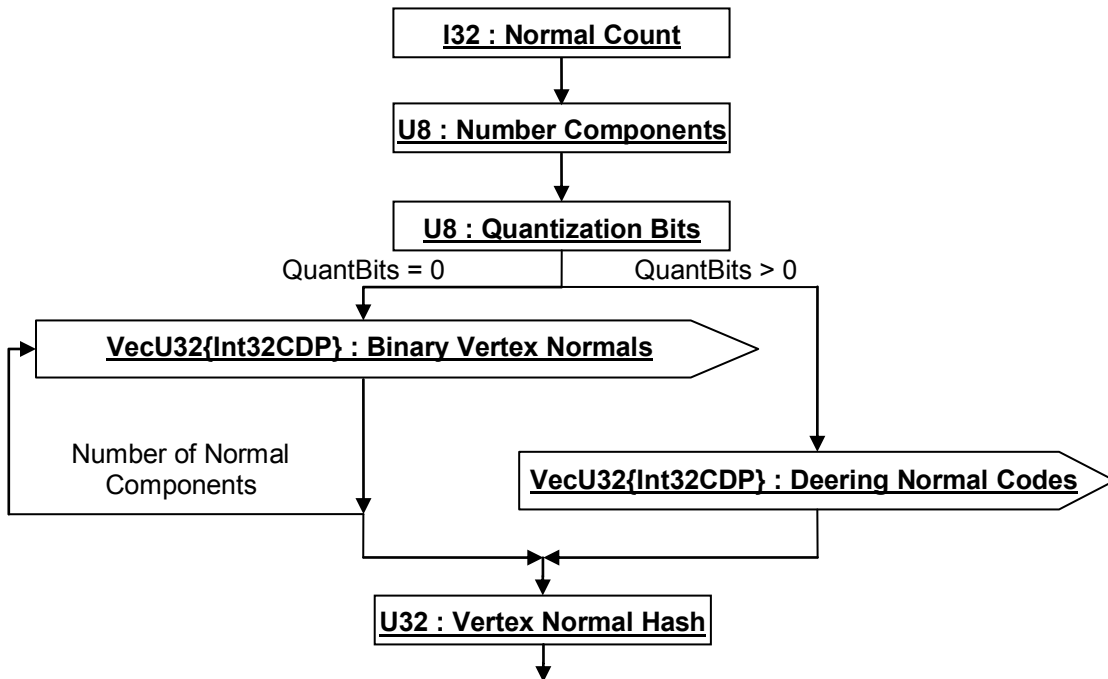 I32 : Normal Count
U8 : Number Components
U8 : Quantization Bits
QuantBits = 0
QuantBits > 0
VecU32{Int32CDP} : Binary Vertex Normals
Number of Normal
Components
VecU32{Int32CDP} : Deering Normal Codes
U32 : Vertex Normal Hash